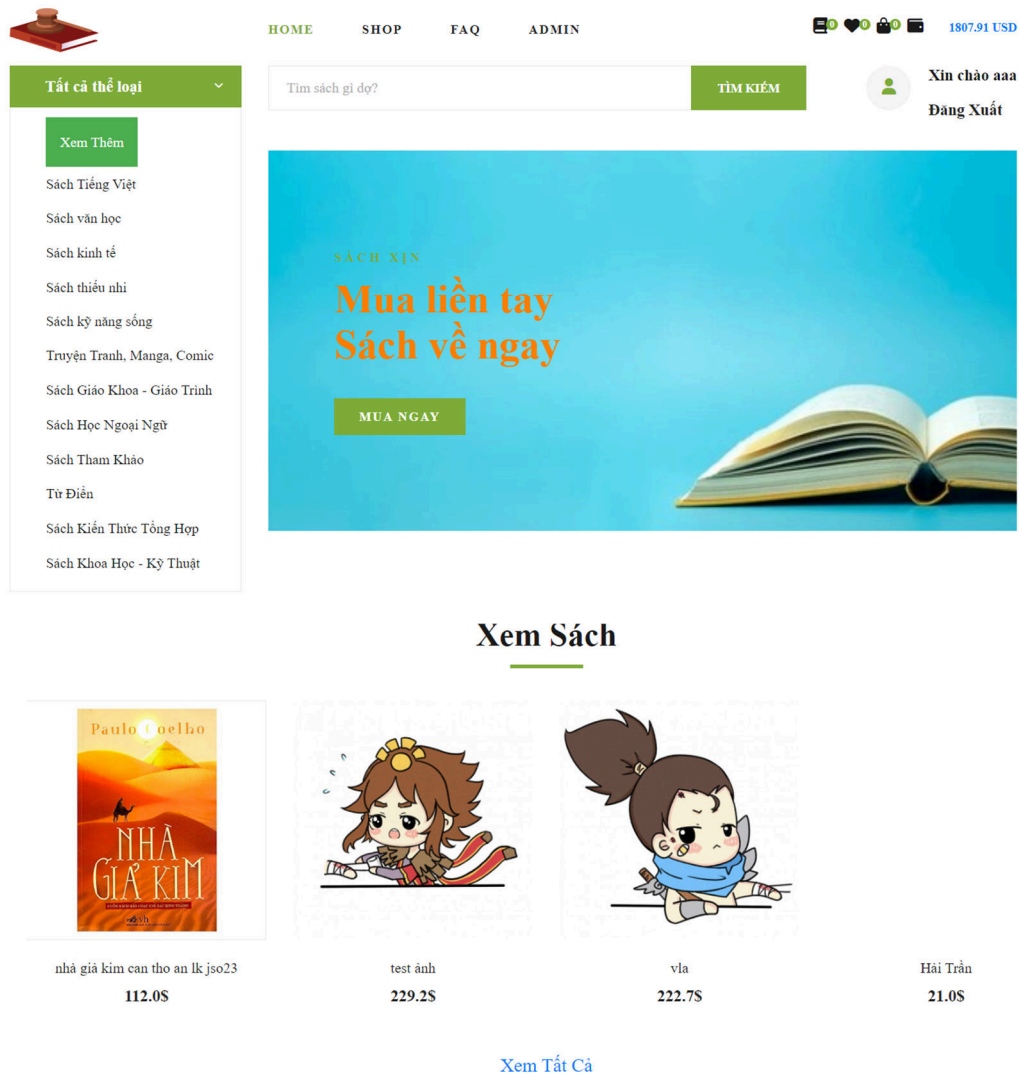 HOME SHOP FAQ ADMIN 0 0 0 1807.91 USD
Tất cả thể loại
Tìm sách gì dợ?
TÌM KIẾM
Xin chào aaa
Đăng Xuất
Xem Thêm
Sách Tiếng Việt
Sách văn học
Sách kinh tế
Sách thiếu nhi
Sách kỹ năng sống
Truyện Tranh, Manga, Comic
Sách Giáo Khoa - Giáo Trình
Sách Học Ngoại Ngữ
Sách Tham Khảo
Từ Điển
Sách Kiến Thức Tổng Hợp
Sách Khoa Học - Kỹ Thuật
SÁCH XỊN
Mua liền tay
Sách về ngay
MUA NGAY
Xem Sách
Paulo Coelho
NHÀ
GIẢ KIM
nhà giả kim can tho an lk jso23
112.0$
test ảnh
229.2$
vla
222.7$
Hải Trần
21.0$
Xem Tất Cả